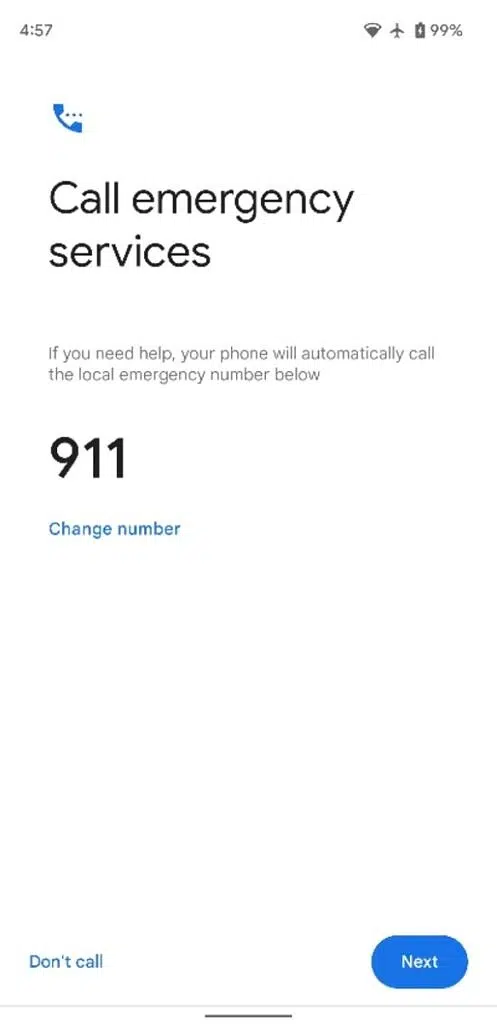 4:57
99%
Call emergency
services
If you need help, your phone will automatically call
the local emergency number below
911
Change number
Don't call
Next